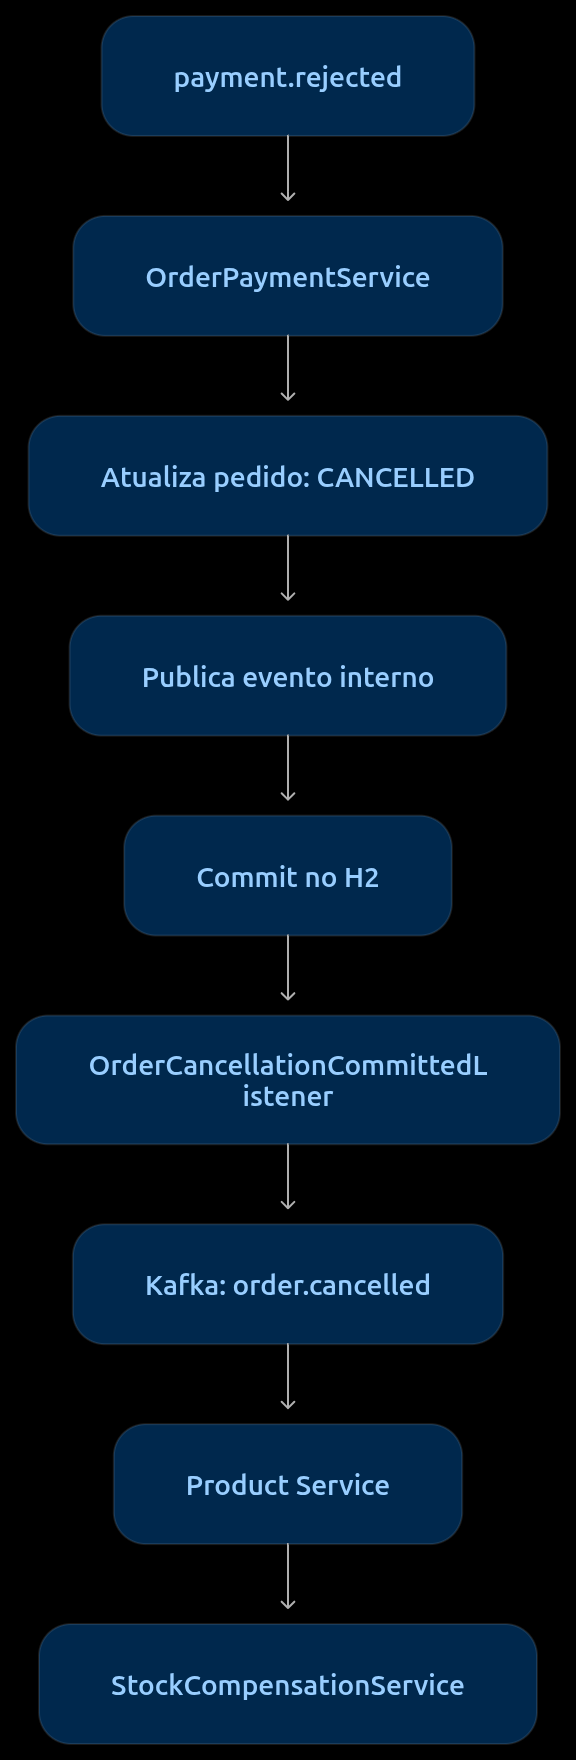 payment.rejected
OrderPaymentService
Atualiza pedido: CANCELLED
Publica evento interno
Commit no H2
OrderCancellationCommittedL
istener
Kafka: order.cancelled
Product Service
StockCompensationService